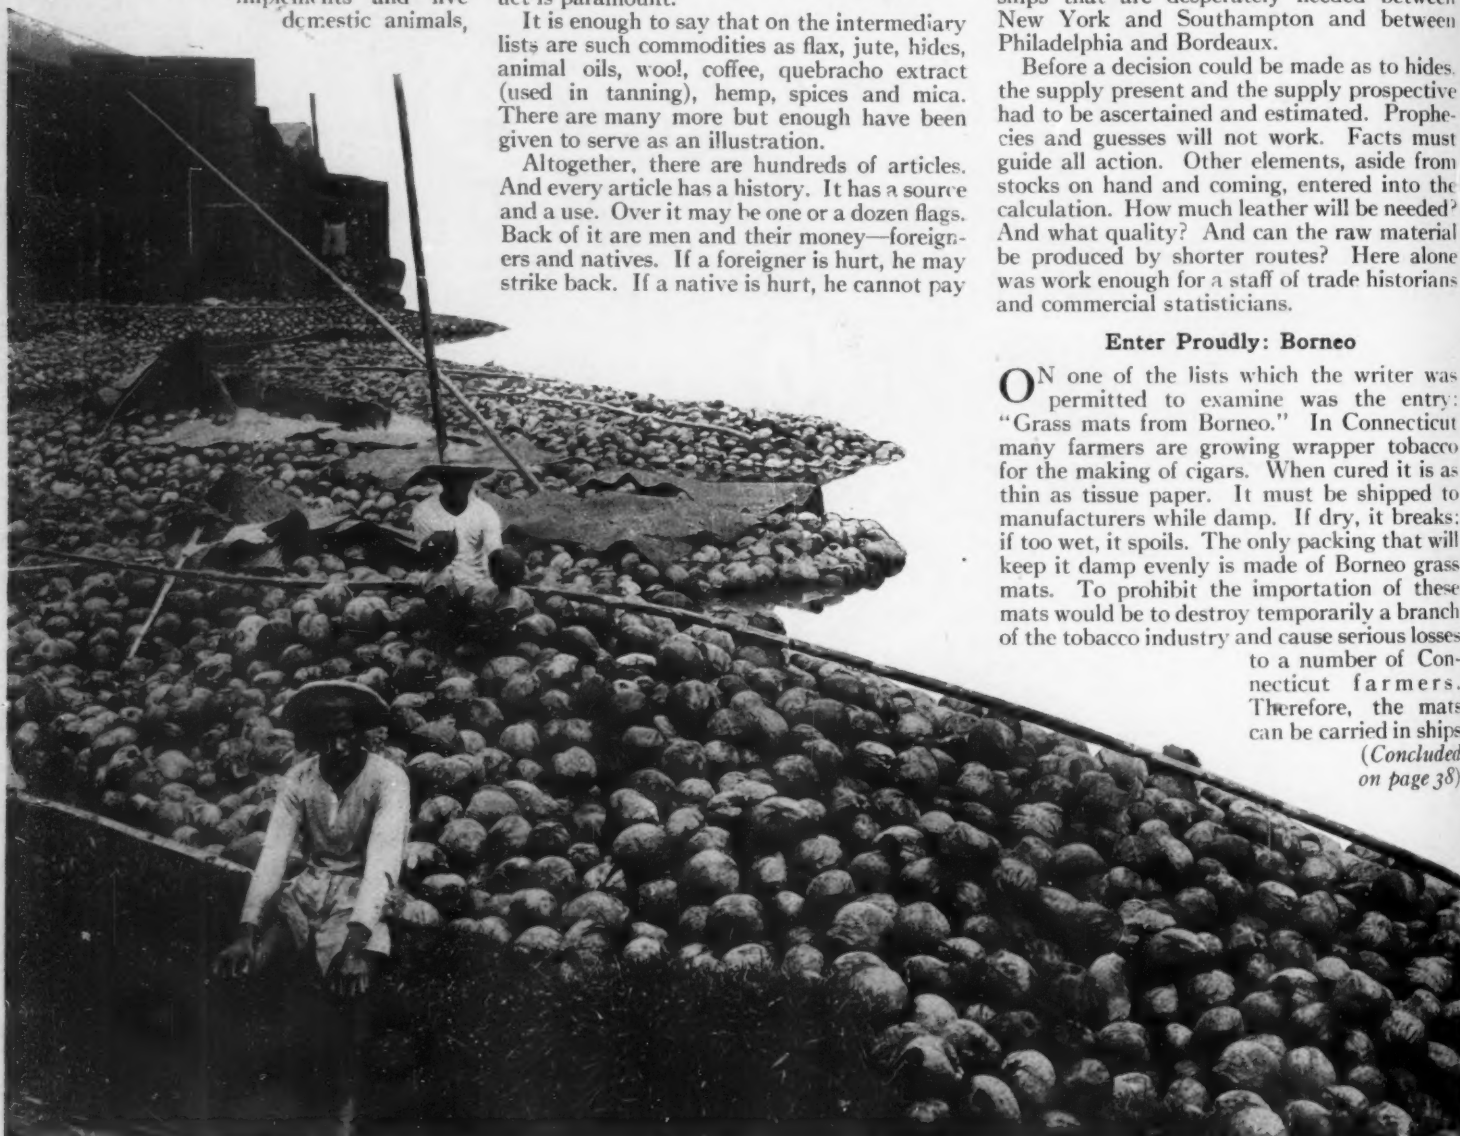 and live
domestic animals,
act is paramount.
It is enough to say that on the intermediary
lists are such commodities as flax, jute, hides,
animal oils, wool, coffee, quebracho extract
(used in tanning), hemp, spices and mica.
There are many more but enough have been
given to serve as an illustration.
Altogether, there are hundreds of articles.
And every article has a history. It has a source
and a use. Over it may be one or a dozen flags.
Back of it are men and their money—foreign-
ers and natives. If a foreigner is hurt, he may
strike back. If a native is hurt, he cannot pay
ships that are desperately needed between
New York and Southampton and between
Philadelphia and Bordeaux.
Before a decision could be made as to hides,
the supply present and the supply prospective
had to be ascertained and estimated. Prophe-
cies and guesses will not work. Facts must
guide all action. Other elements, aside from
stocks on hand and coming, entered into the
calculation. How much leather will be needed?
And what quality? And can the raw material
be produced by shorter routes? Here alone
was work enough for a staff of trade historians
and commercial statisticians.
Enter Proudly: Borneo
ON one of the lists which the writer was
permitted to examine was the entry:
“Grass mats from Borneo.” In Connecticut
many farmers are growing wrapper tobacco
for the making of cigars. When cured it is as
thin as tissue paper. It must be shipped to
manufacturers while damp. If dry, it breaks:
if too wet, it spoils. The only packing that will
keep it damp evenly is made of Borneo grass
mats. To prohibit the importation of these
mats would be to destroy temporarily a branch
of the tobacco industry and cause serious losses
to a number of Con-
necticut farmers.
Therefore, the mats
can be carried in ships
(Concluded
on page 38)